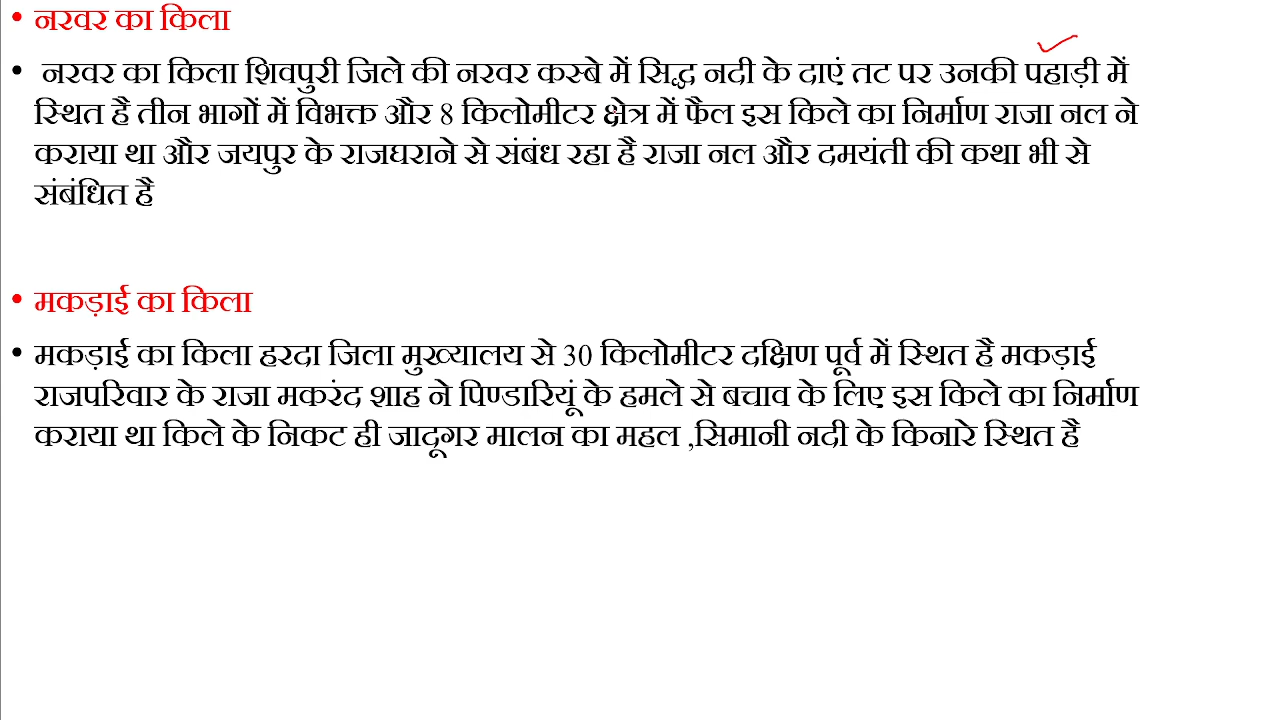 • नरवर का किला
• नरवर का किला शिवपुरी जिले की नरवर कस्बे में सिद्ध नदी के दाएं तट पर उनकी पहाड़ी में
स्थित है तीन भागों में विभक्त और 8 किलोमीटर क्षेत्र में फैल इस किले का निर्माण राजा नल ने
कराया था और जयपुर के राजघराने से संबंध रहा है राजा नल और दमयंती की कथा भी से
संबंधित है
• मकड़ाई का किला
• मकड़ाई का किला हरदा जिला मुख्यालय से 30 किलोमीटर दक्षिण पूर्व में स्थित है मकड़ाई
राजपरिवार के राजा मकरंद शाह ने पिण्डारियूं के हमले से बचाव के लिए इस किले का निर्माण
कराया था किले के निकट ही जादूगर मालन का महल ,सिमानी नदी के किनारे स्थित है